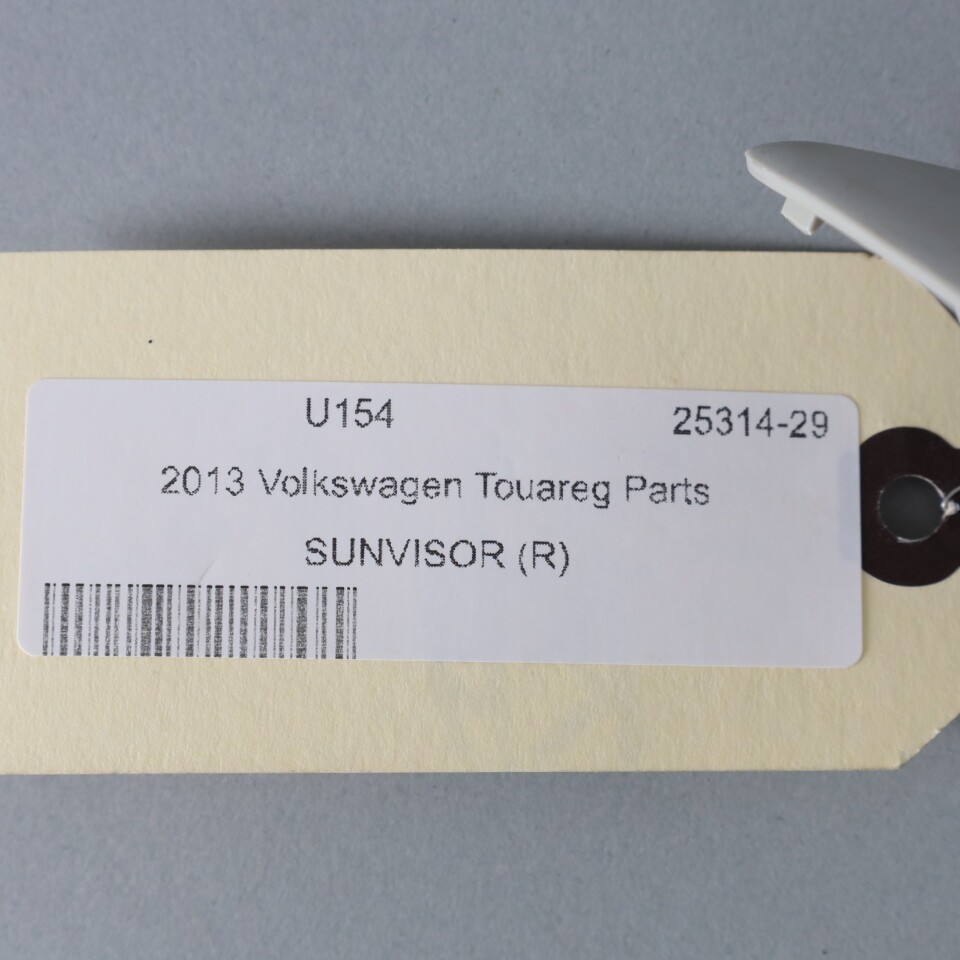 U154 25314-29
2013 Volkswagen Touareg Parts
SUNVISOR (R)